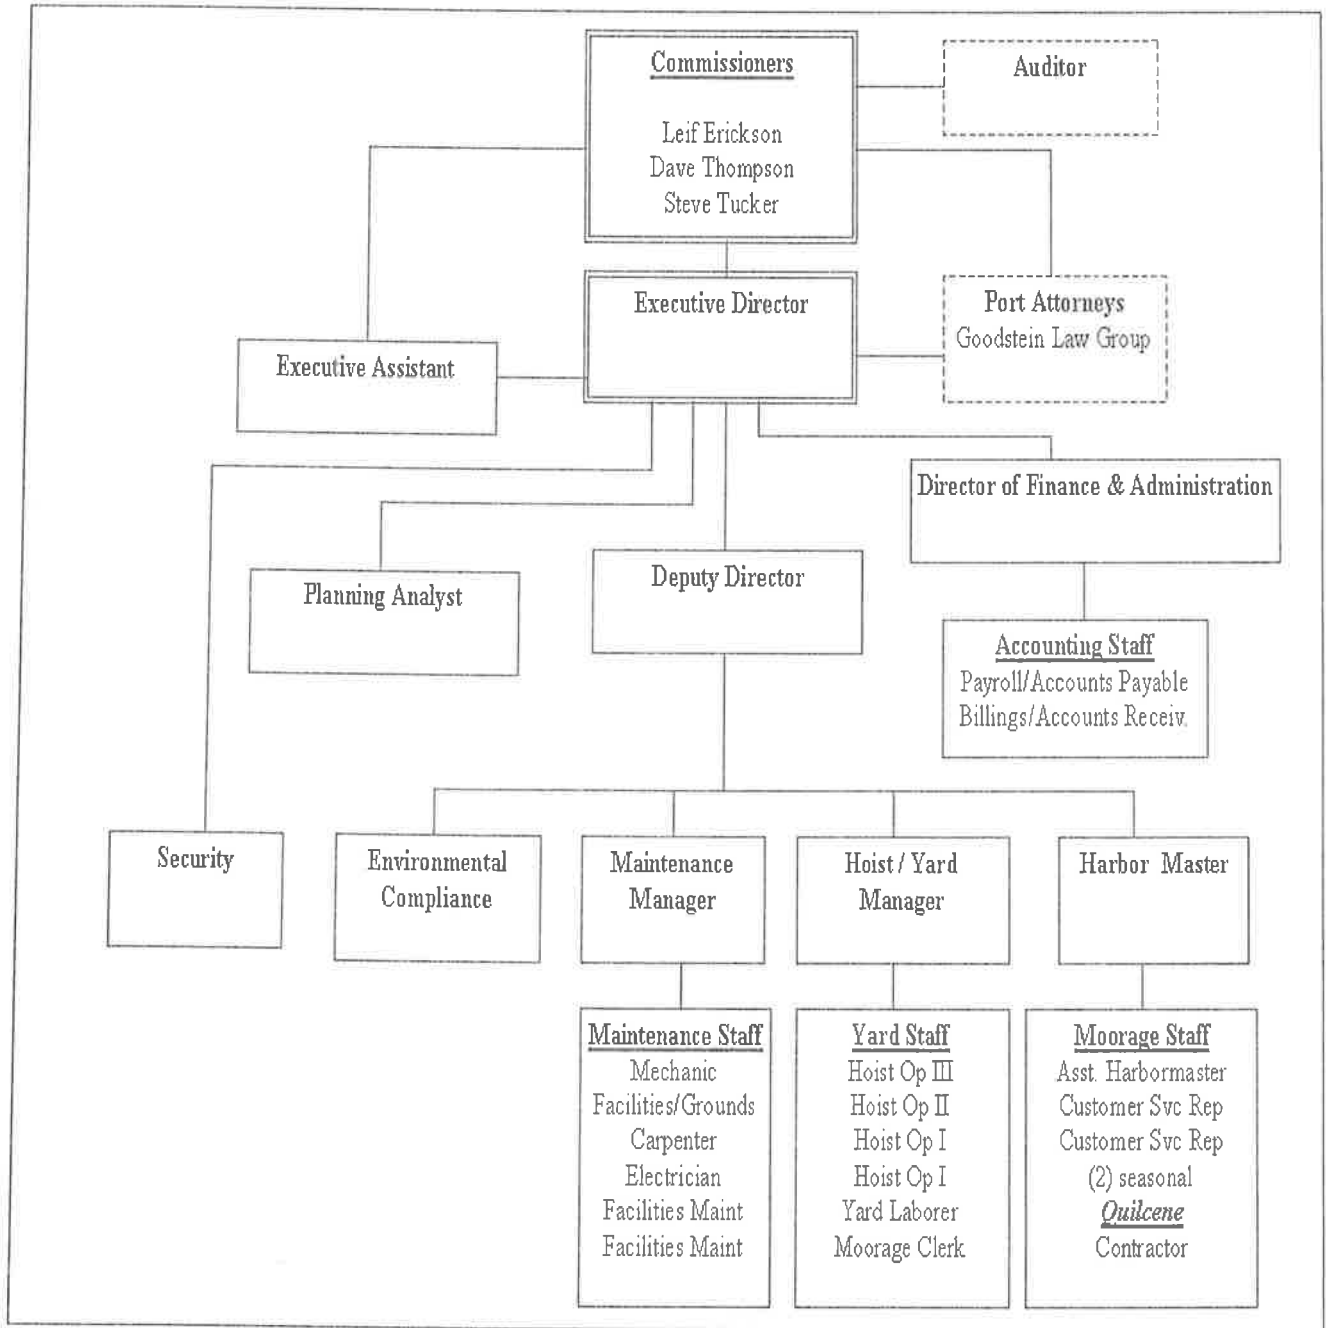 Commissioners
Leif Erickson
Dave Thompson
Steve Tucker
Auditor
Executive Director
Port Attorneys
Goodstein Law Group
Executive Assistant
Director of Finance & Administration
Planning Analyst
Deputy Director
Accounting Staff
Payroll/Accounts Payable
Billings/Accounts Receiv.
Security
Environmental
Compliance
Maintenance
Manager
Hoist / Yard
Manager
Harbor Master
Maintenance Staff
Mechanic
Facilities/Grounds
Carpenter
Electrician
Facilities Maint
Facilities Maint
Yard Staff
Hoist Op III
Hoist Op II
Hoist Op I
Hoist Op I
Yard Laborer
Moorage Clerk
Moorage Staff
Asst. Harbormaster
Customer Svc Rep
Customer Svc Rep
(2) seasonal
Quilcene
Contractor